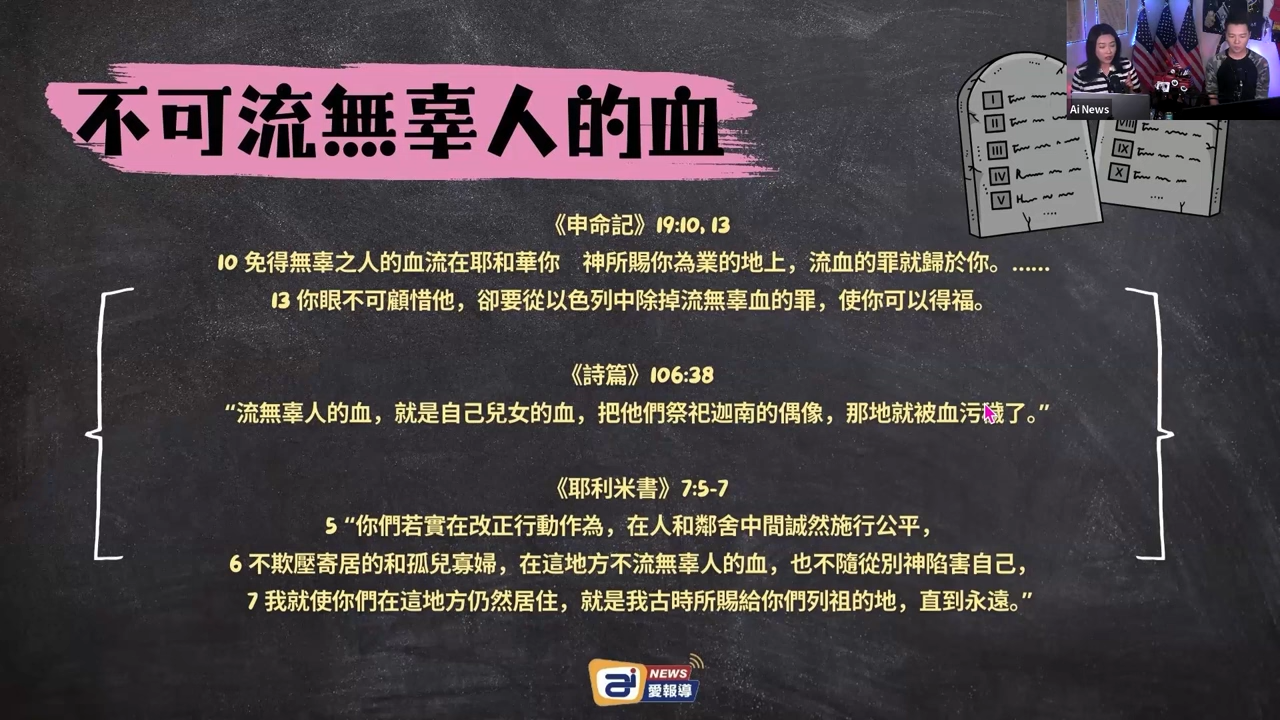 不可流無辜人的血
Ai News
I
II
III
IV
V
VIII
IX
X
《申命記》19:10, 13
10 免得無辜之人的血流在耶和華你　神所賜你為業的地上，流血的罪就歸於你。……
13 你眼不可顧惜他，卻要從以色列中除掉流無辜血的罪，使你可以得福。
《詩篇》106:38
“流無辜人的血，就是自己兒女的血，把他們祭祀迦南的偶像，那地就被血污穢了。”
《耶利米書》7:5-7
5 “你們若實在改正行動作為，在人和鄰舍中間誠然施行公平，
6 不欺壓寄居的和孤兒寡婦，在這地方不流無辜人的血，也不隨從別神陷害自己，
7 我就使你們在這地方仍然居住，就是我古時所賜給你們列祖的地，直到永遠。”
ai NEWS
愛報導